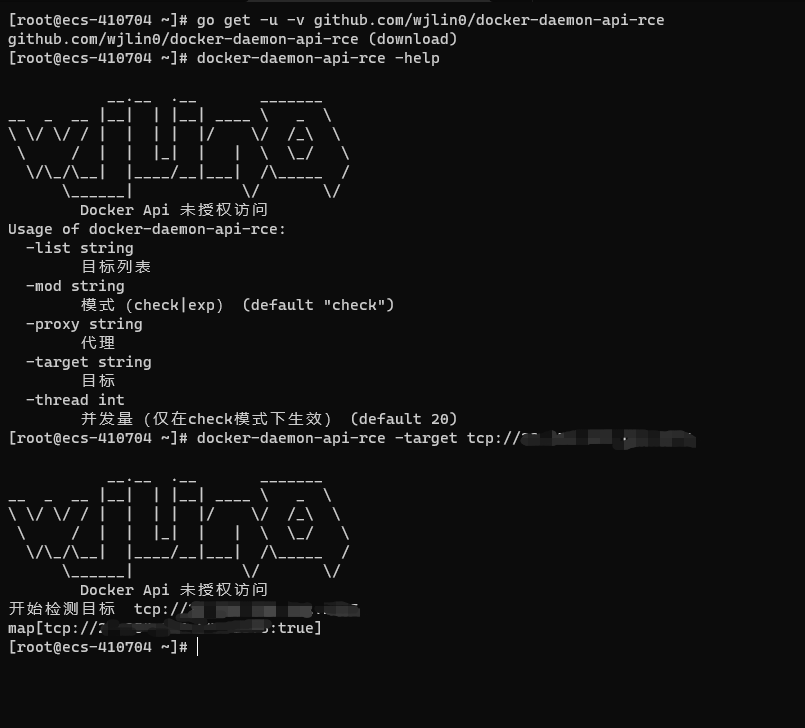 [root@ecs-410704 ~]# go get -u -v github.com/wjlin0/docker-daemon-api-rce
github.com/wjlin0/docker-daemon-api-rce (download)
[root@ecs-410704 ~]# docker-daemon-api-rce -help
wjlin0
Docker Api 未授权访问
Usage of docker-daemon-api-rce:
-list string
目标列表
-mod string
模式 (check|exp) (default "check")
-proxy string
代理
-target string
目标
-thread int
并发量 (仅在check模式下生效) (default 20)
[root@ecs-410704 ~]# docker-daemon-api-rce -target tcp://
wjlin0
Docker Api 未授权访问
开始检测目标 tcp://
map[tcp:// :true]
[root@ecs-410704 ~]#